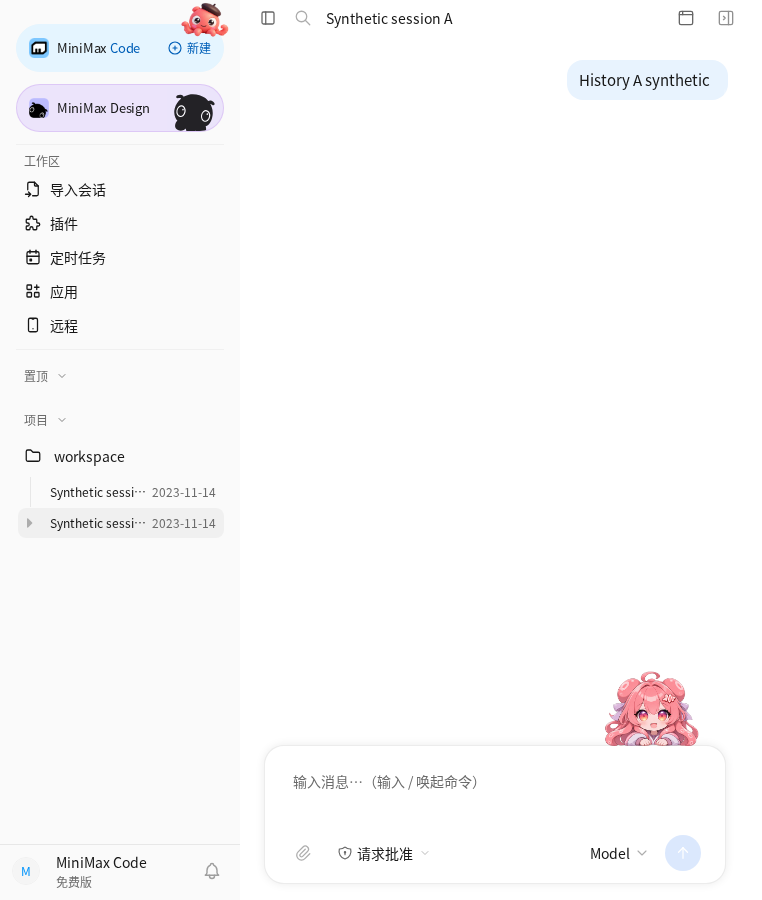 MiniMax Code
新建
MiniMax Design
工作区
导入会话
插件
定时任务
应用
远程
置顶
项目
workspace
Synthetic sessi… 2023-11-14
Synthetic sessi… 2023-11-14
M
MiniMax Code
免费版
Synthetic session A
History A synthetic
输入消息…（输入 / 唤起命令）
请求批准
Model